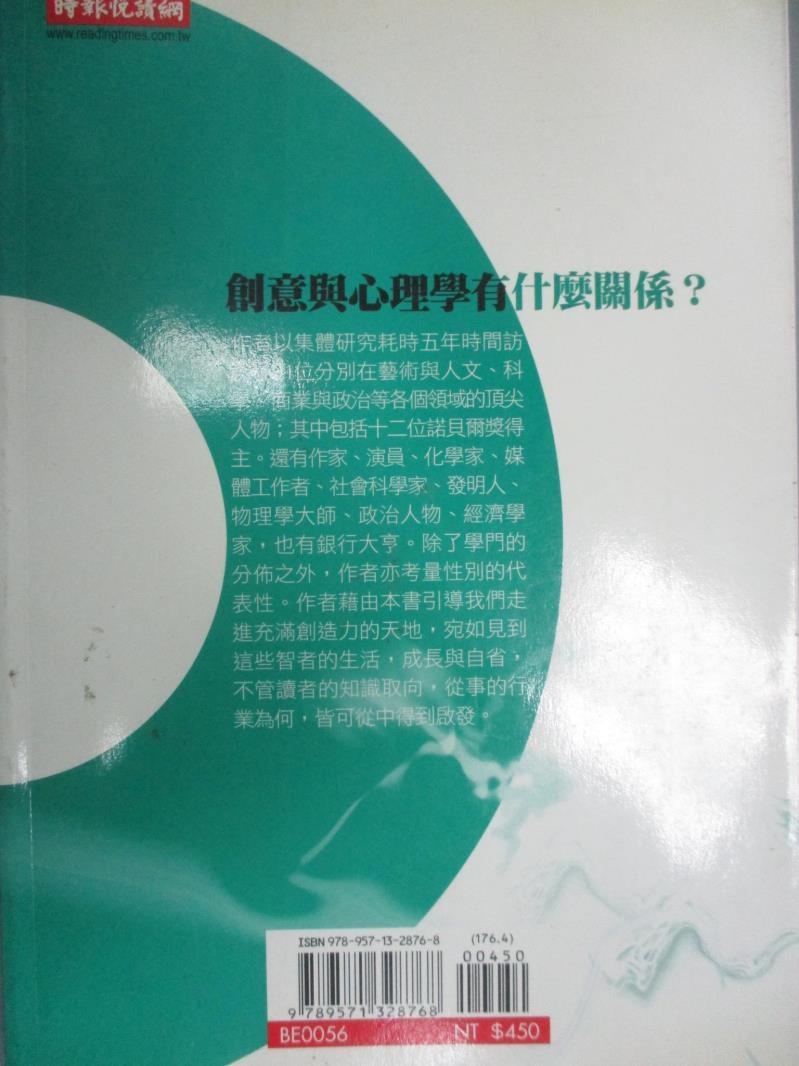 時報悅讀網
www.readingtimes.com.tw
創意與心理學有什麼關係？
作者以集體研究耗時五年時間訪
位分別在藝術與人文、科
商業與政治等各個領域的頂尖
人物；其中包括十二位諾貝爾獎得
主。還有作家、演員、化學家、媒
體工作者、社會科學家、發明人、
物理學大師、政治人物、經濟學
家，也有銀行大亨。除了學門的
分佈之外，作者亦考量性別的代
表性。作者藉由本書引導我們走
進充滿創造力的天地，宛如見到
這些智者的生活，成長與自省，
不管讀者的知識取向，從事的行
業為何，皆可從中得到啟發。
ISBN 978-957-13-2876-8 (176.4)
00450
9 789571 328768
BE0056 NT $450